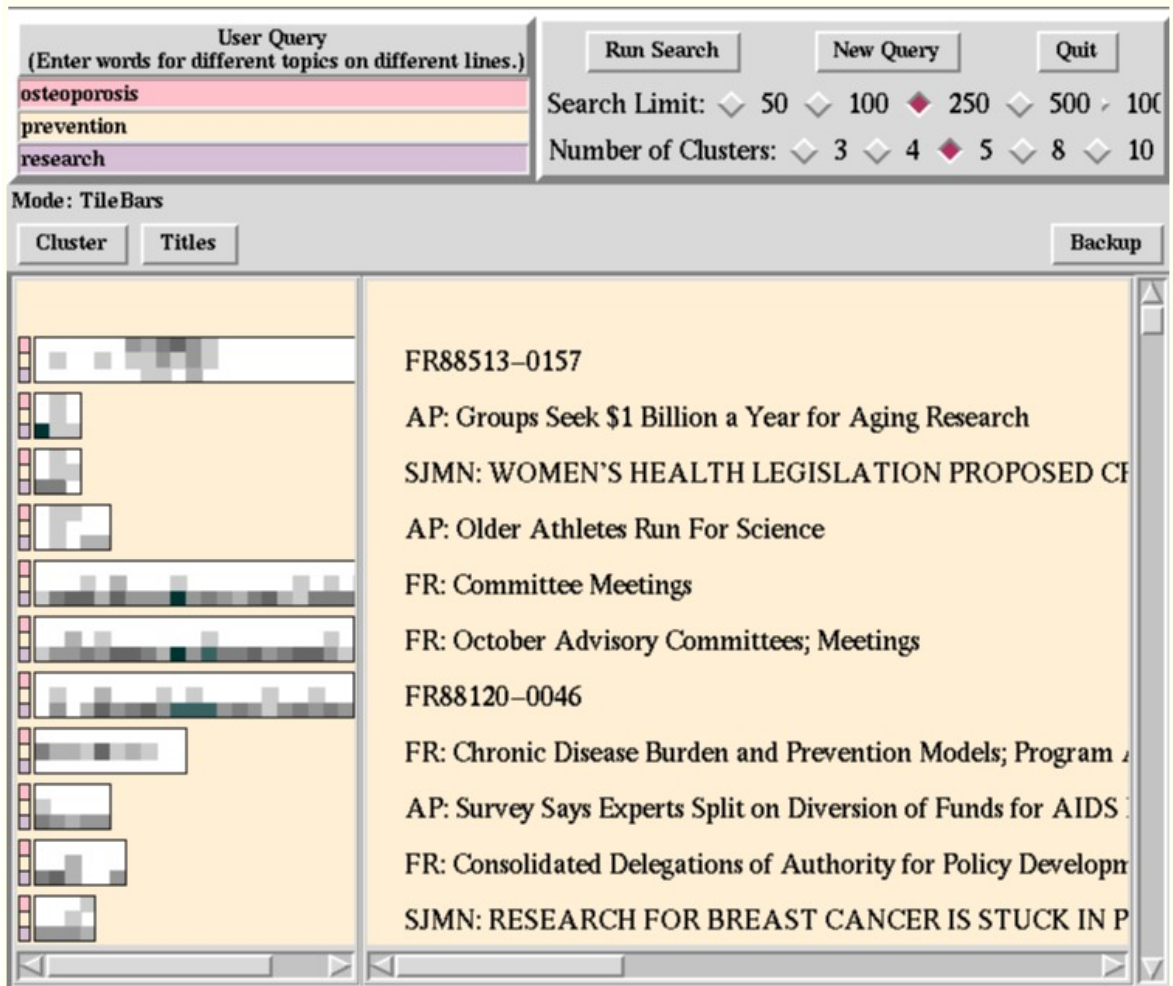 User Query
(Enter words for different topics on different lines.)
osteoporosis
prevention
research
Run Search New Query Quit
Search Limit: 50 100 250 500
Number of Clusters: 3 4 5 8 10
Mode: TileBars
Cluster Titles Backup
FR88513–0157
AP: Groups Seek $1 Billion a Year for Aging Research
SJMN: WOMEN'S HEALTH LEGISLATION PROPOSED
AP: Older Athletes Run For Science
FR: Committee Meetings
FR: October Advisory Committees; Meetings
FR88120–0046
FR: Chronic Disease Burden and Prevention Models; Program
AP: Survey Says Experts Split on Diversion of Funds for AIDS
FR: Consolidated Delegations of Authority for Policy
SJMN: RESEARCH FOR BREAST CANCER IS STUCK IN